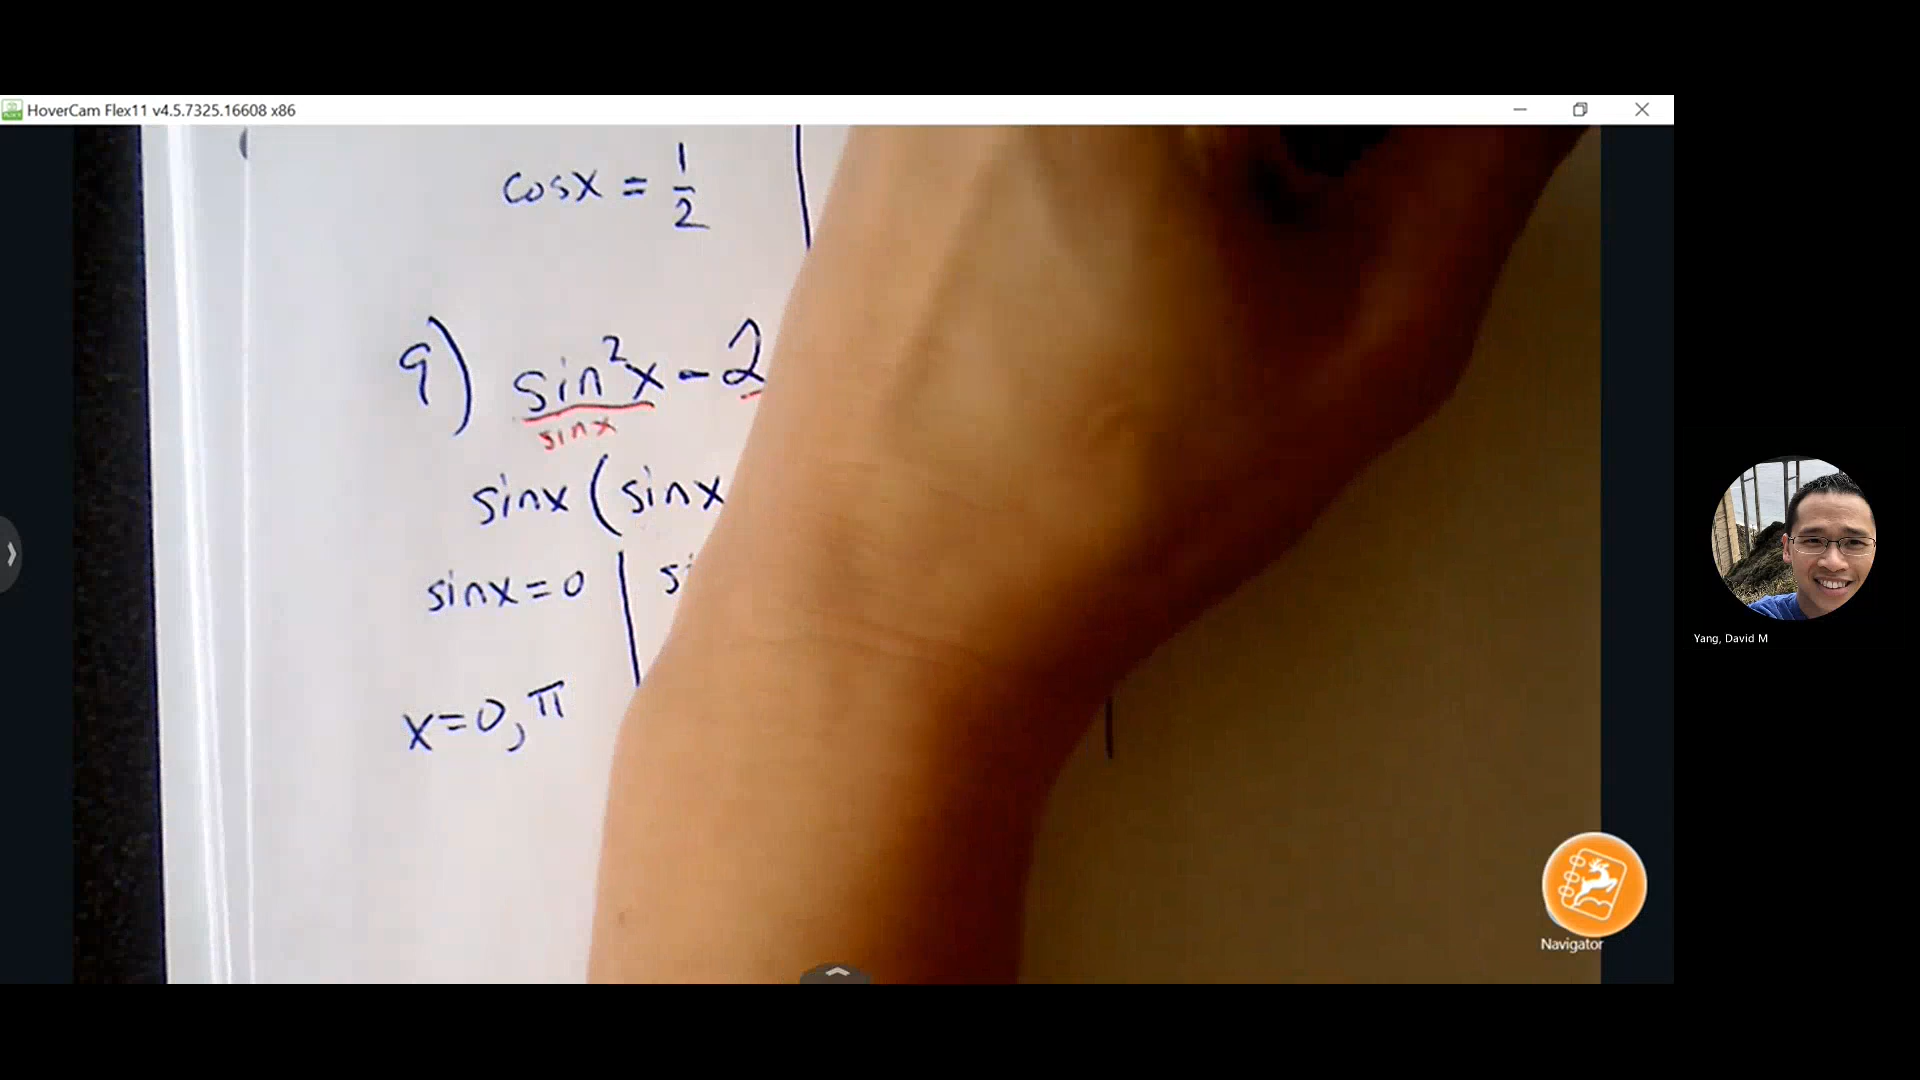 HoverCam Flex11 v4.5.7325.16608 x86
cosx = 1/2
9) sin²x - 2
sinx
sinx (sinx
sinx = 0 | si
x = 0, π
Yang, David M
Navigator